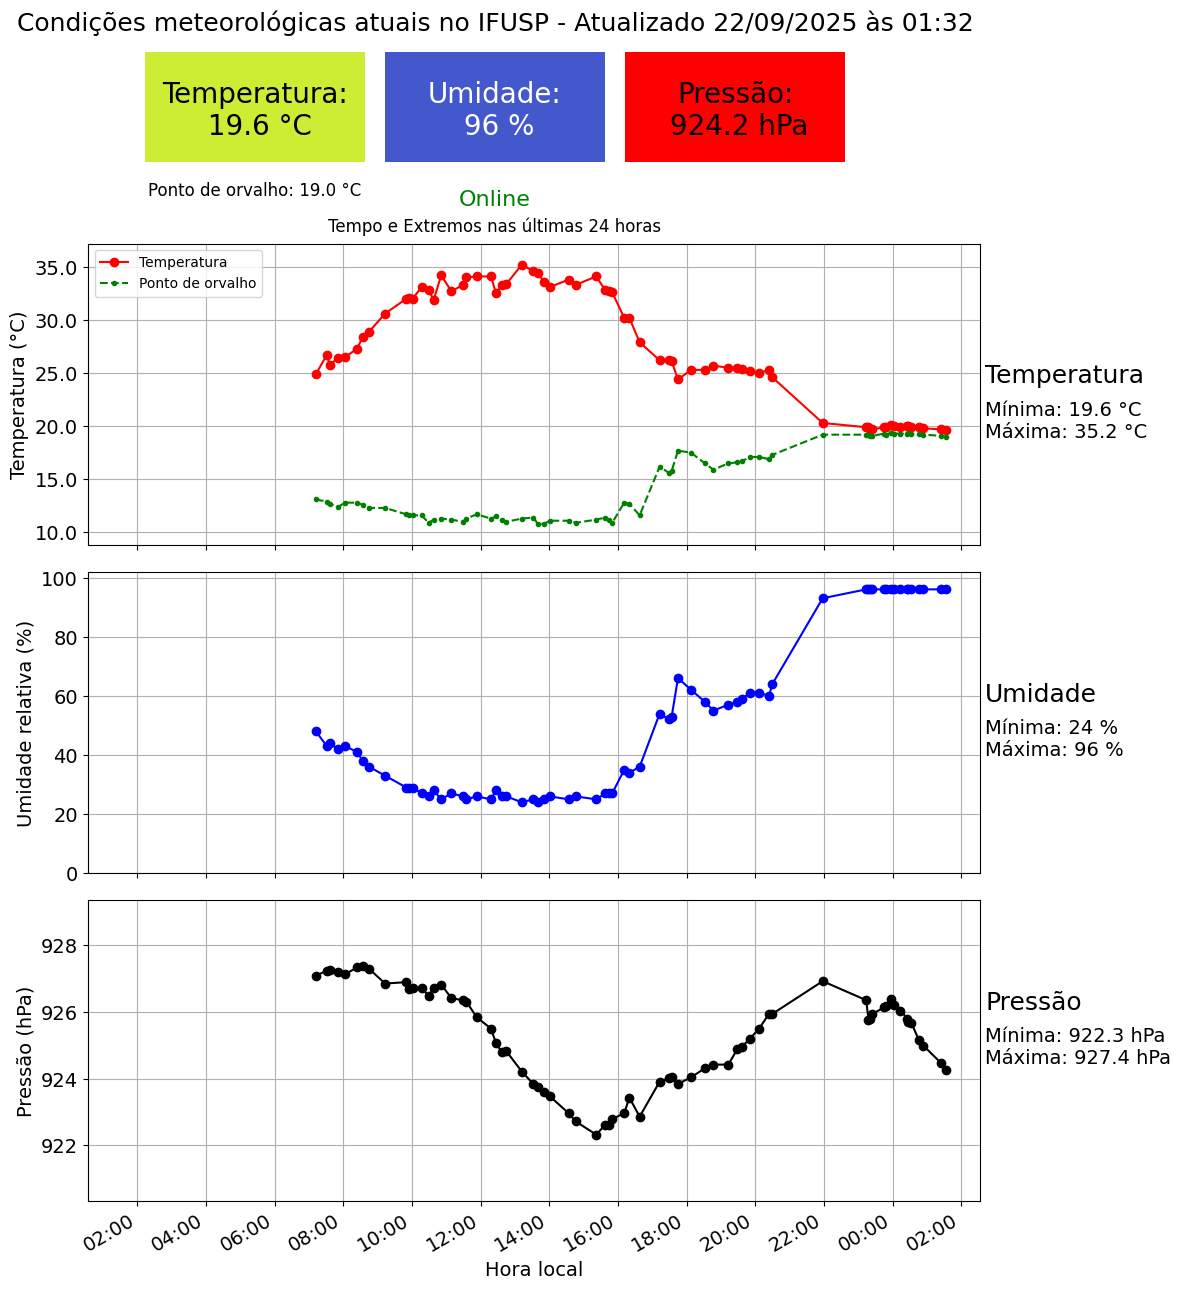 Condições meteorológicas atuais no IFUSP - Atualizado 22/09/2025 às 01:32
Temperatura:
19.6 °C
Umidade:
96 %
Pressão:
924.2 hPa
Ponto de orvalho: 19.0 °C
Online
Tempo e Extremos nas últimas 24 horas
Temperatura
Ponto de orvalho
Temperatura (°C)
35.0
30.0
25.0
20.0
15.0
10.0
Temperatura
Mínima: 19.6 °C
Máxima: 35.2 °C
Umidade relativa (%)
100
80
60
40
20
0
Umidade
Mínima: 24 %
Máxima: 96 %
Pressão (hPa)
928
926
924
922
Pressão
Mínima: 922.3 hPa
Máxima: 927.4 hPa
02:00 04:00 06:00 08:00 10:00 12:00 14:00 16:00 18:00 20:00 22:00 00:00 02:00
Hora local